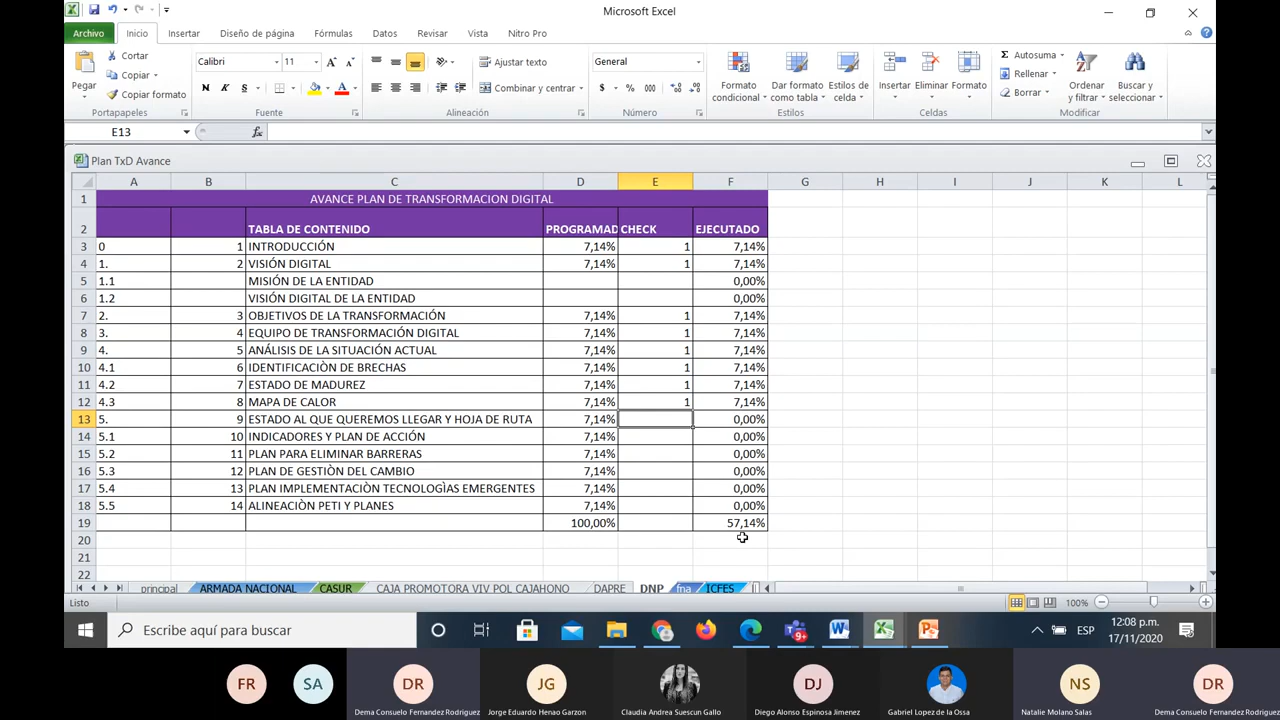 Microsoft Excel
Archivo Inicio Insertar Diseño de página Fórmulas Datos Revisar Vista Nitro Pro
Pegar Cortar Copiar Copiar formato Portapapeles
Calibri 11 N K S Fuente
Ajustar texto Combinar y centrar Alineación
General $ % 000 Número
Formato condicional Dar formato como tabla Estilos de celda Estilos
Insertar Eliminar Formato Celdas
Autosuma Rellenar Borrar Ordenar y filtrar Buscar y seleccionar Modificar
E13 fx
Plan TxD Avance
A B C D E F G H I J K L
1 AVANCE PLAN DE TRANSFORMACION DIGITAL
2 TABLA DE CONTENIDO PROGRAMAD CHECK EJECUTADO
3 0 1 INTRODUCCIÓN 7,14% 1 7,14%
4 1. 2 VISIÓN DIGITAL 7,14% 1 7,14%
5 1.1 MISIÓN DE LA ENTIDAD 0,00%
6 1.2 VISIÓN DIGITAL DE LA ENTIDAD 0,00%
7 2. 3 OBJETIVOS DE LA TRANSFORMACIÓN 7,14% 1 7,14%
8 3. 4 EQUIPO DE TRANSFORMACIÓN DIGITAL 7,14% 1 7,14%
9 4. 5 ANÁLISIS DE LA SITUACIÓN ACTUAL 7,14% 1 7,14%
10 4.1 6 IDENTIFICACIÒN DE BRECHAS 7,14% 1 7,14%
11 4.2 7 ESTADO DE MADUREZ 7,14% 1 7,14%
12 4.3 8 MAPA DE CALOR 7,14% 1 7,14%
13 5. 9 ESTADO AL QUE QUEREMOS LLEGAR Y HOJA DE RUTA 7,14% 0,00%
14 5.1 10 INDICADORES Y PLAN DE ACCIÓN 7,14% 0,00%
15 5.2 11 PLAN PARA ELIMINAR BARRERAS 7,14% 0,00%
16 5.3 12 PLAN DE GESTIÒN DEL CAMBIO 7,14% 0,00%
17 5.4 13 PLAN IMPLEMENTACIÒN TECNOLOGÌAS EMERGENTES 7,14% 0,00%
18 5.5 14 ALINEACIÒN PETI Y PLANES 7,14% 0,00%
19 100,00% 57,14%
20
21
22
principal ARMADA NACIONAL CASUR CAJA PROMOTORA VIV POL CAJAHONO DAPRE DNP fna ICFES
Listo 100%
Escribe aquí para buscar 9+ ESP 12:08 p.m.
17/11/2020
FR SA DR JG DJ NS DR
Dema Consuelo Fernandez Rodriguez Jorge Eduardo Henao Garzon Claudia Andrea Suescun Gallo Diego Alonso Espinosa Jimenez Gabriel Lopez de la Ossa Natalie Molano Salas Dema Consuelo Fernandez Rodriguez